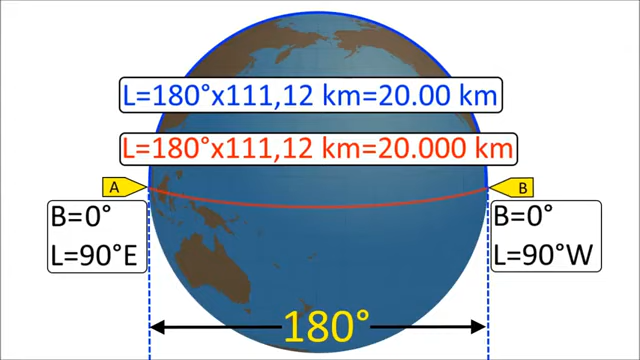 L=180°x111,12 km=20.00 km
L=180°x111,12 km=20.000 km
A
B
B=0°
L=90°E
B=0°
L=90°W
180°